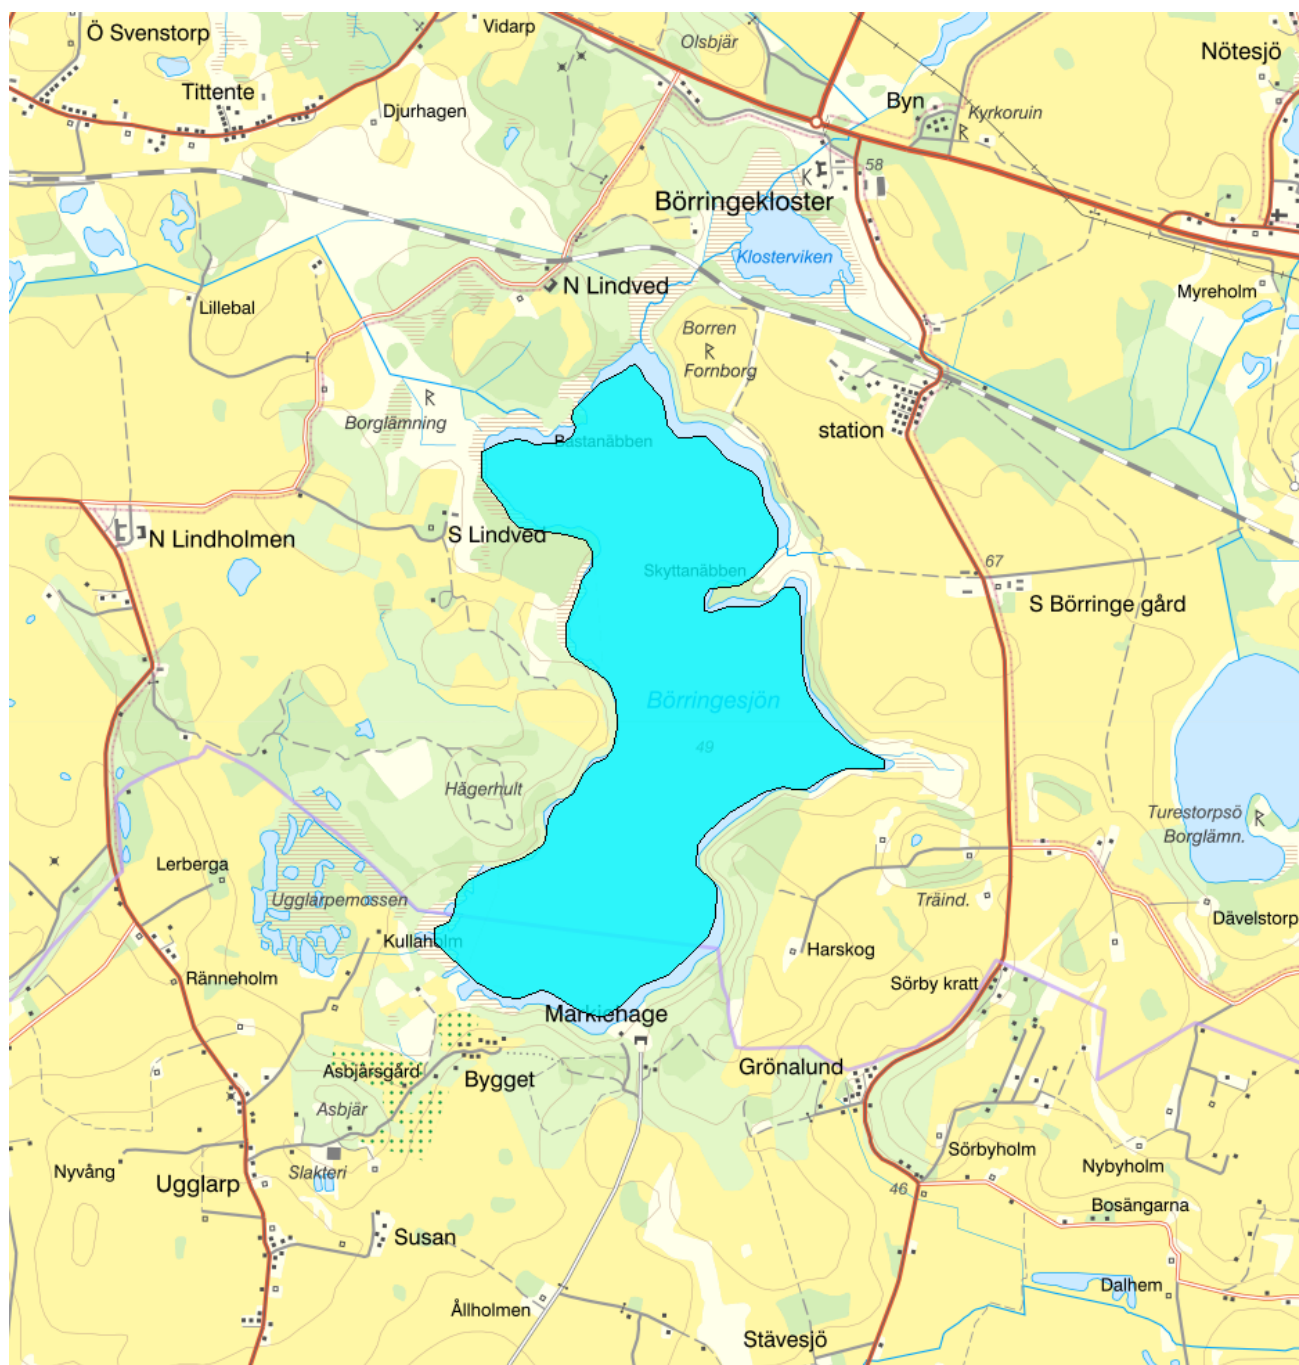 Vidarp
Ö Svenstorp
Olsbjär
Nötesjö
Tittente
Byn
Djurhagen
Kyrkoruin
58
Börringekloster
Klosterviken
N Lindved
Myreholm
Lillebal
Borren
Fornborg
Borglämning
station
Bastanäbben
S Lindved
N Lindholmen
67
Skyttanäbben
S Börringe gård
Börringesjön
49
Hägerhult
Turestorpsö
Borglämn.
Lerberga
Ugglarpemossen
Träind.
Dävelstorp
Kullaholm
Harskog
Ränneholm
Sörby kratt
Markiehage
Grönalund
Asbjärsgård
Bygget
Asbjär
Sörbyholm
Nyvång
Slakteri
Nybyholm
Ugglarp
46
Bosängarna
Susan
Dalhem
Ållholmen
Stävesjö